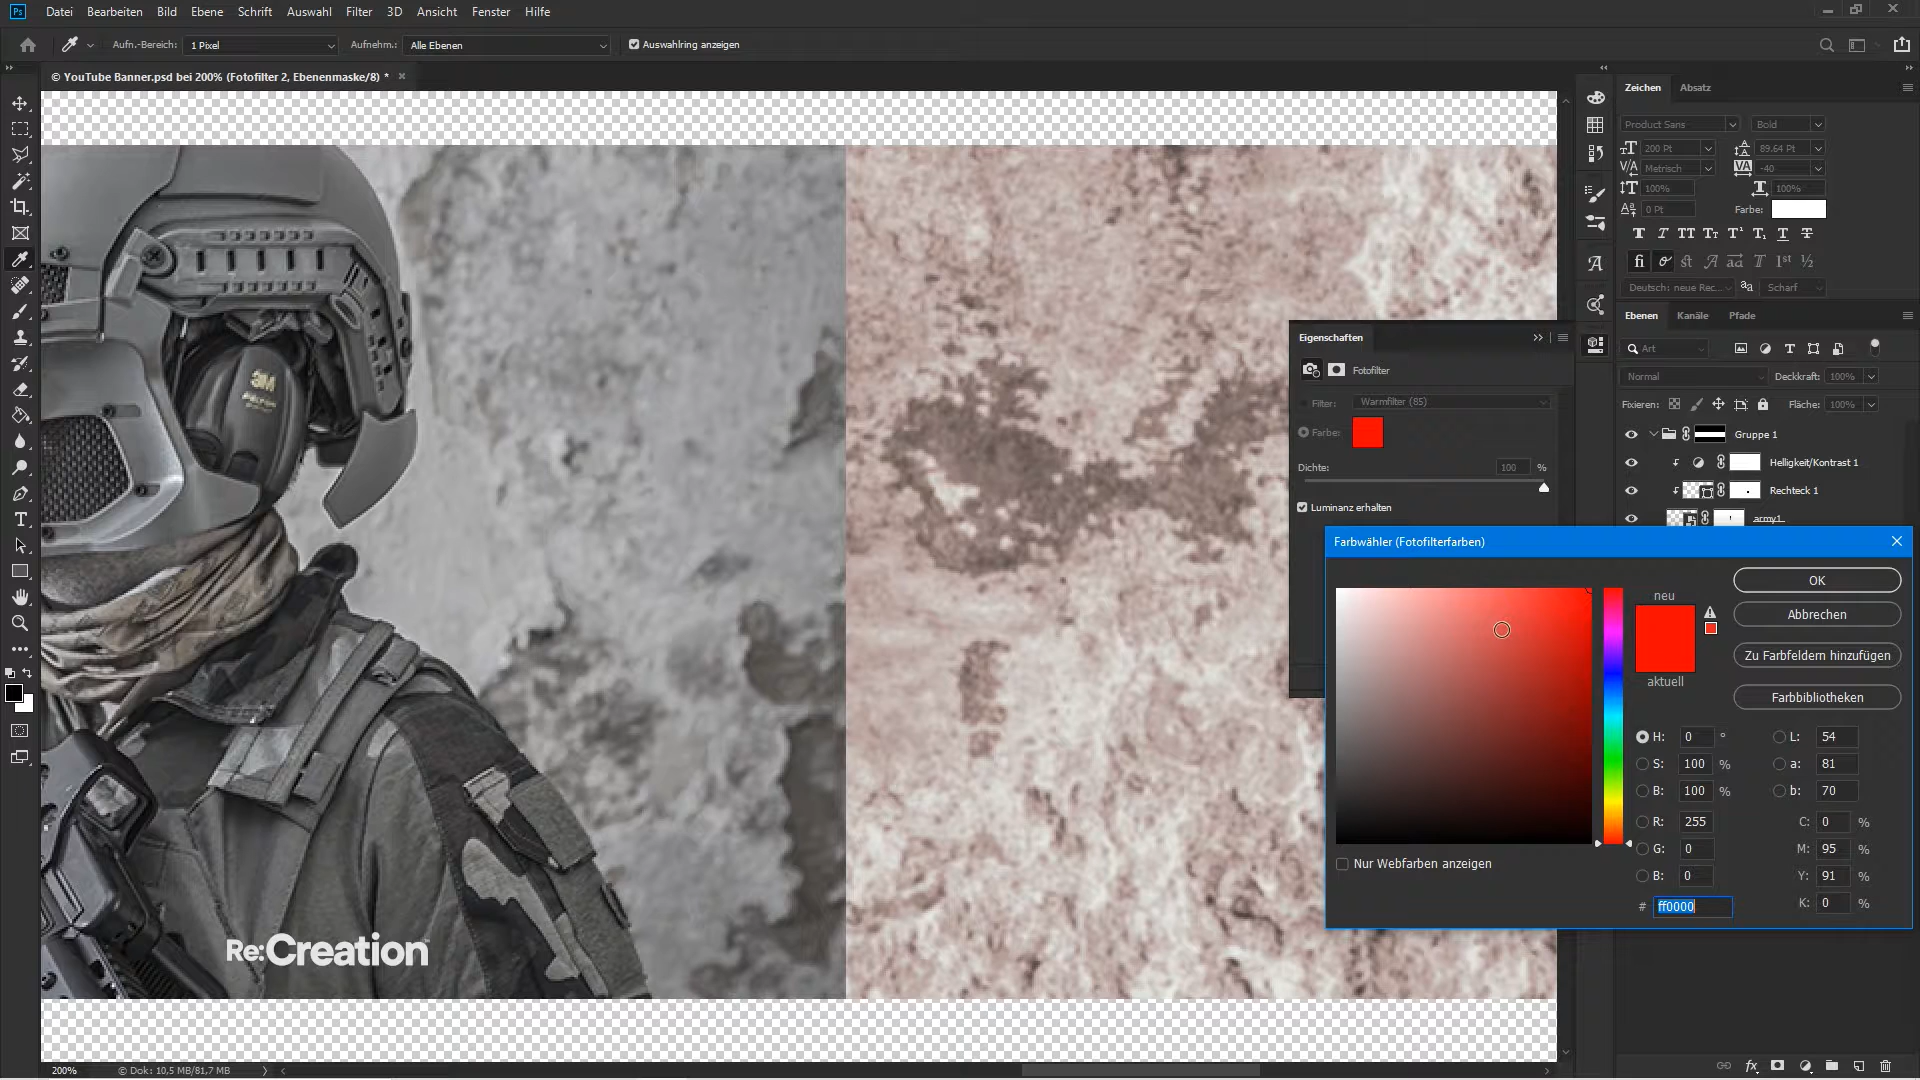 Ps Datei Bearbeiten Bild Ebene Schrift Auswahl Filter 3D Ansicht Fenster Hilfe
Aufn.-Bereich: 1 Pixel Aufnehm.: Alle Ebenen Auswahlring anzeigen
© YouTube Banner.psd bei 200% (Fotofilter 2, Ebenenmaske/8) *
Zeichen Absatz
Product Sans Bold
200 Pt 89.64 Pt
Metrisch -40
100% 100%
0 Pt Farbe:
Deutsch: neue Rec... Scharf
Ebenen Kanäle Pfade
Art
Normal Deckkraft: 100%
Fixieren: Fläche: 100%
Gruppe 1
Helligkeit/Kontrast 1
Rechteck 1
army1
Eigenschaften
Fotofilter
Filter: Warmfilter (85)
Farbe:
Dichte: 100 %
Luminanz erhalten
Farbwähler (Fotofilterfarben)
neu
aktuell
OK
Abbrechen
Zu Farbfeldern hinzufügen
Farbbibliotheken
H: 0 ° L: 54
S: 100 % a: 81
B: 100 % b: 70
R: 255 C: 0 %
G: 0 M: 95 %
B: 0 Y: 91 %
# ff0000 K: 0 %
Nur Webfarben anzeigen
3M
Re:Creation
200% © Dok: 10,5 MB/81,7 MB